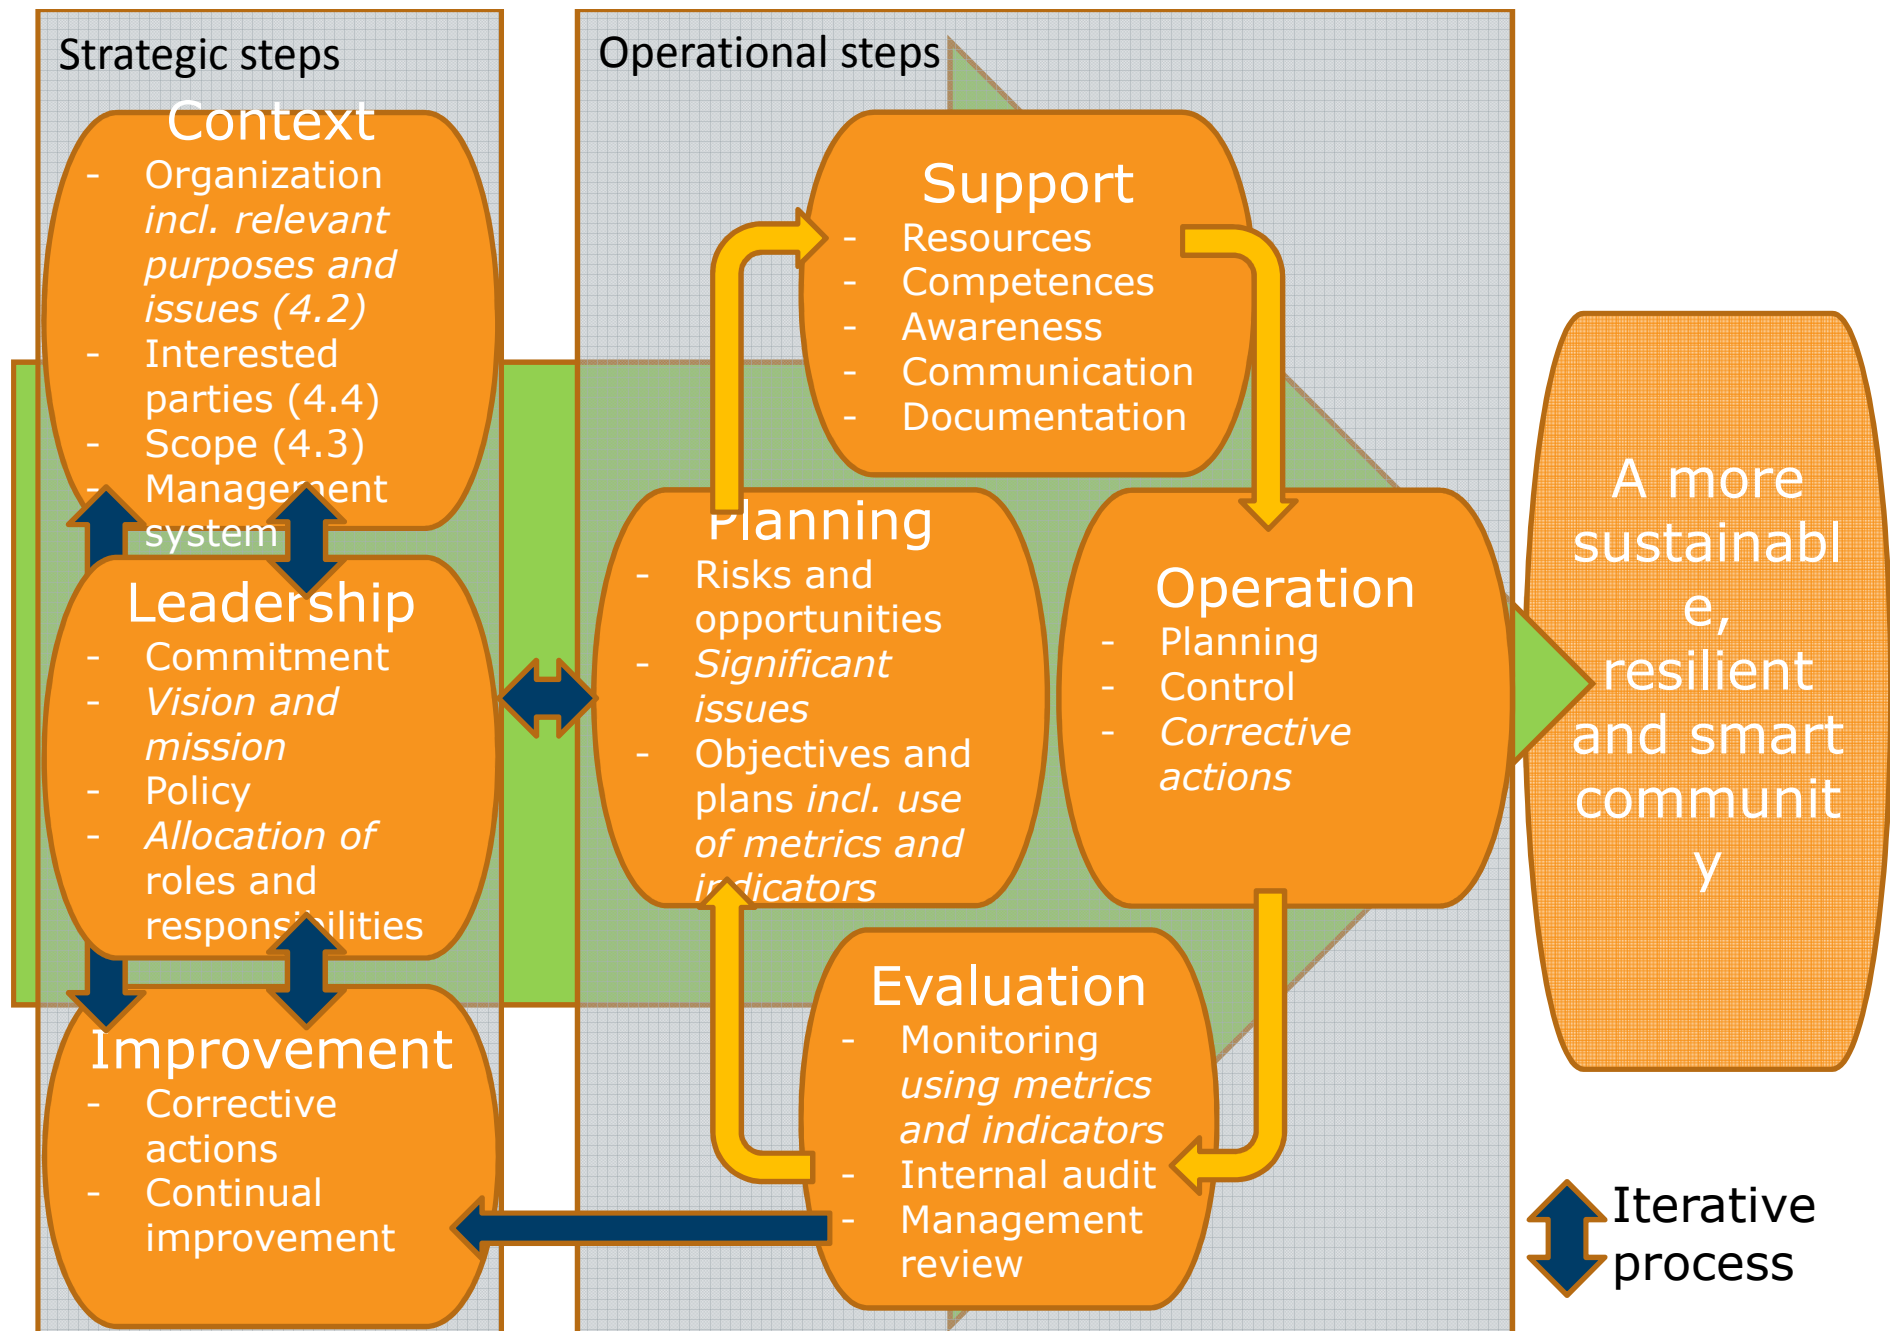 Strategic steps
Context
- Organization
incl. relevant
purposes and
issues (4.2)
- Interested
parties (4.4)
- Scope (4.3)
- Management
system
Leadership
- Commitment
- Vision and
mission
- Policy
- Allocation of
roles and
responsibilities
Improvement
- Corrective
actions
- Continual
improvement
Operational steps
Support
- Resources
- Competences
- Awareness
- Communication
- Documentation
Planning
- Risks and
opportunities
- Significant
issues
- Objectives and
plans incl. use
of metrics and
indicators
Operation
- Planning
- Control
- Corrective
actions
Evaluation
- Monitoring
using metrics
and indicators
- Internal audit
- Management
review
A more
sustainabl
e,
resilient
and smart
communit
y
Iterative
process